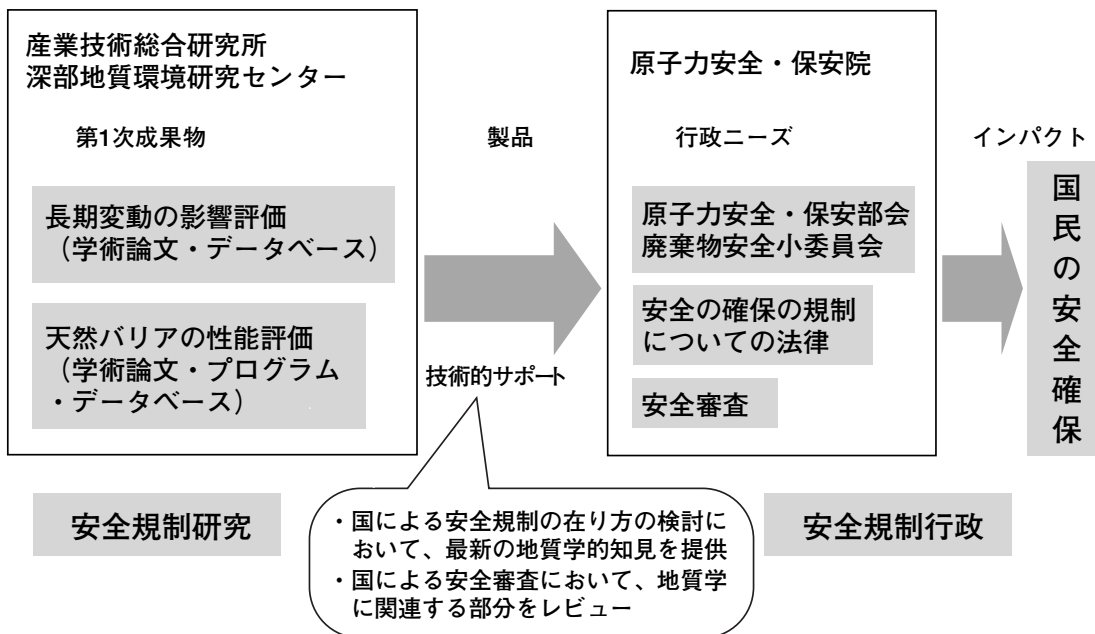 産業技術総合研究所
深部地質環境研究センター
第1次成果物
長期変動の影響評価
（学術論文・データベース）
天然バリアの性能評価
（学術論文・プログラム
・データベース）
安全規制研究
製品
技術的サポート
・国による安全規制の在り方の検討に
おいて、最新の地質学的知見を提供
・国による安全審査において、地質学
に関連する部分をレビュー
原子力安全・保安院
行政ニーズ
原子力安全・保安部会
廃棄物安全小委員会
安全の確保の規制
についての法律
安全審査
安全規制行政
インパクト
国民の安全確保